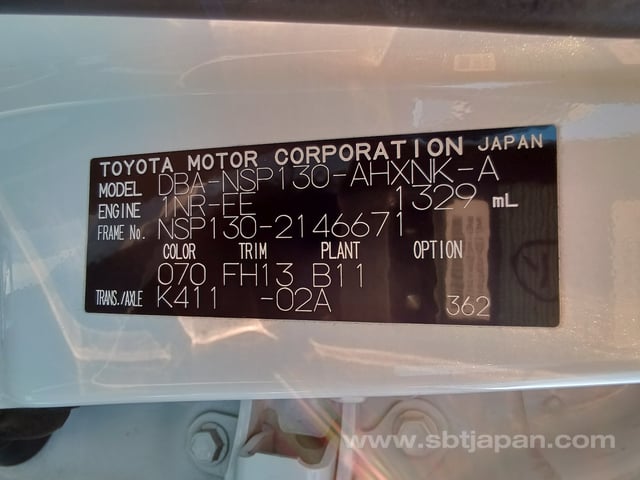 TOYOTA MOTOR CORPORATION JAPAN
MODEL DBA-NSP130-AHXNK-A
ENGINE 1NR-FE 1329 mL
FRAME No. NSP130-2146671
COLOR TRIM PLANT OPTION
070 FH13 B11
TRANS./AXLE K411 -02A 362
www.sbtjapan.com